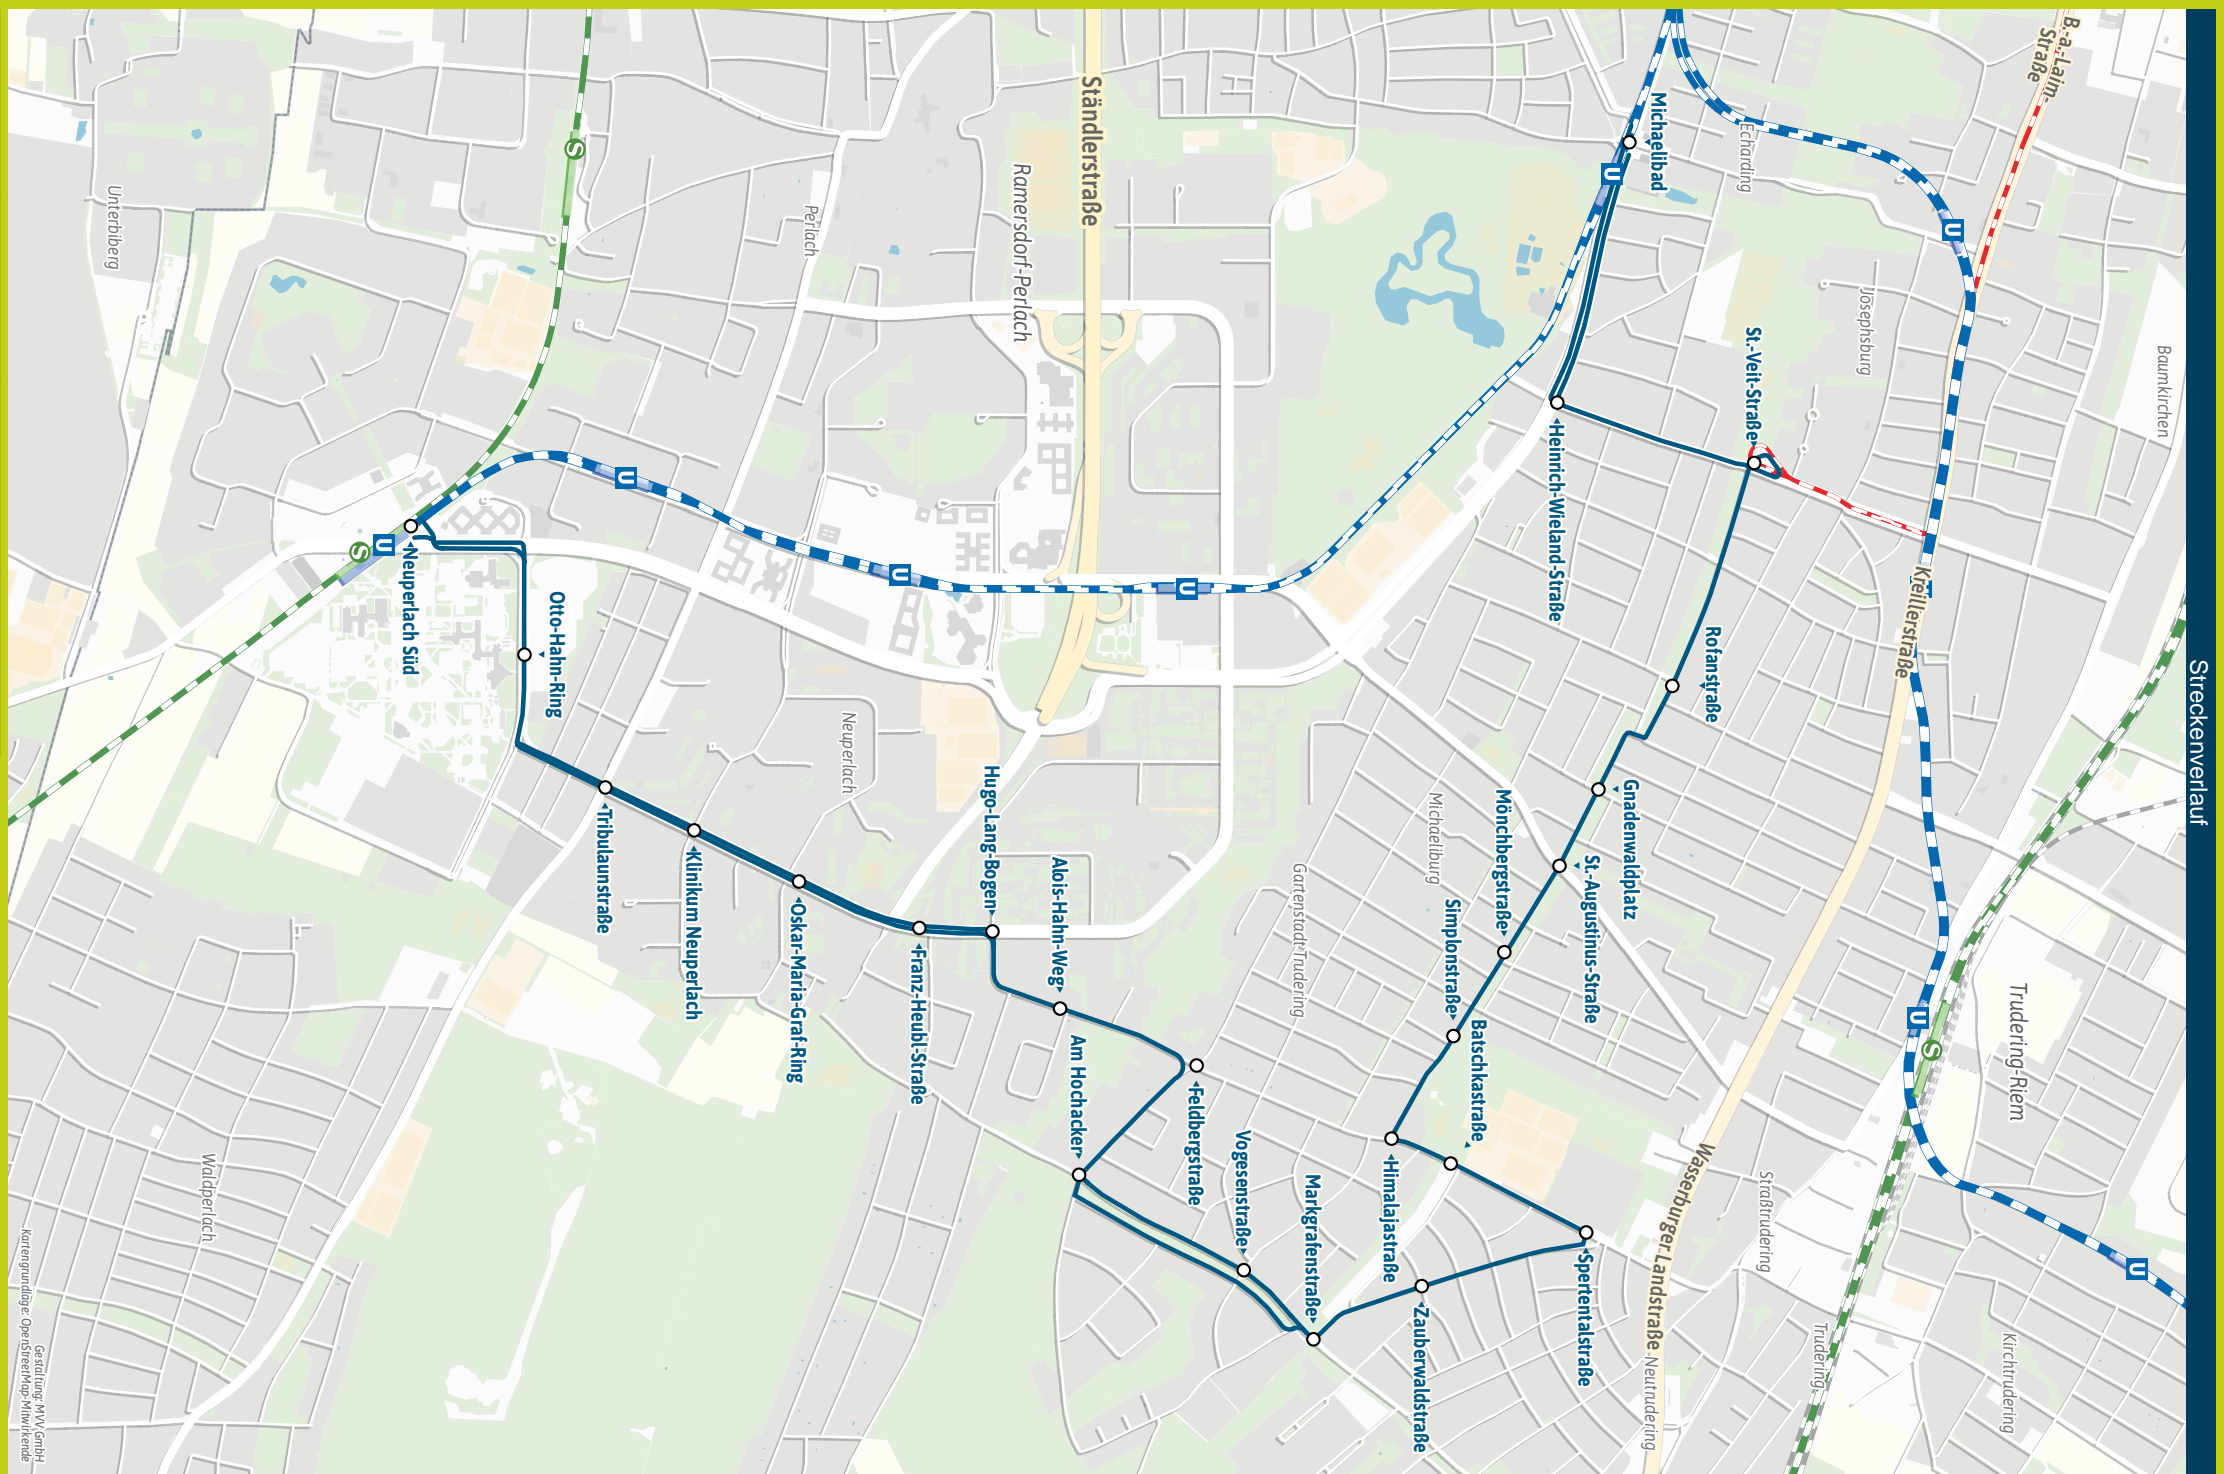 Streckenverlauf
B.-a.-Laim-
Straße
Baumkirchen
Trudering-Riem
Kirchtrudering
Josephsburg
Kreillerstraße
Trudering
Straßtrudering
Echarding
St.-Veit-Straße
Rofanstraße
Wasserburger Landstraße
Neutrudering
Michaelibad
U
U
U
U
U
U
U
U
U
S
S
S
Gnadenwaldplatz
St.-Augustinus-Straße
Spertentalstraße
Heinrich-Wieland-Straße
Mönchbergstraße
Simplonstraße
Batschkastraße
Michaeliburg
Himalajastraße
Zauberwaldstraße
Gartenstadt Trudering
Markgrafenstraße
Vogesenstraße
Feldbergstraße
Ständlerstraße
Alois-Hahn-Weg
Am Hochacker
Ramersdorf-Perlach
Hugo-Lang-Bogen
Franz-Heubl-Straße
Neuperlach
Perlach
Oskar-Maria-Graf-Ring
Klinikum Neuperlach
Tribulaunstraße
Otto-Hahn-Ring
Neuperlach Süd
Waldperlach
Unterbiberg
Gestaltung: MVV GmbH
Kartengrundlage: OpenStreetMap-Mitwirkende